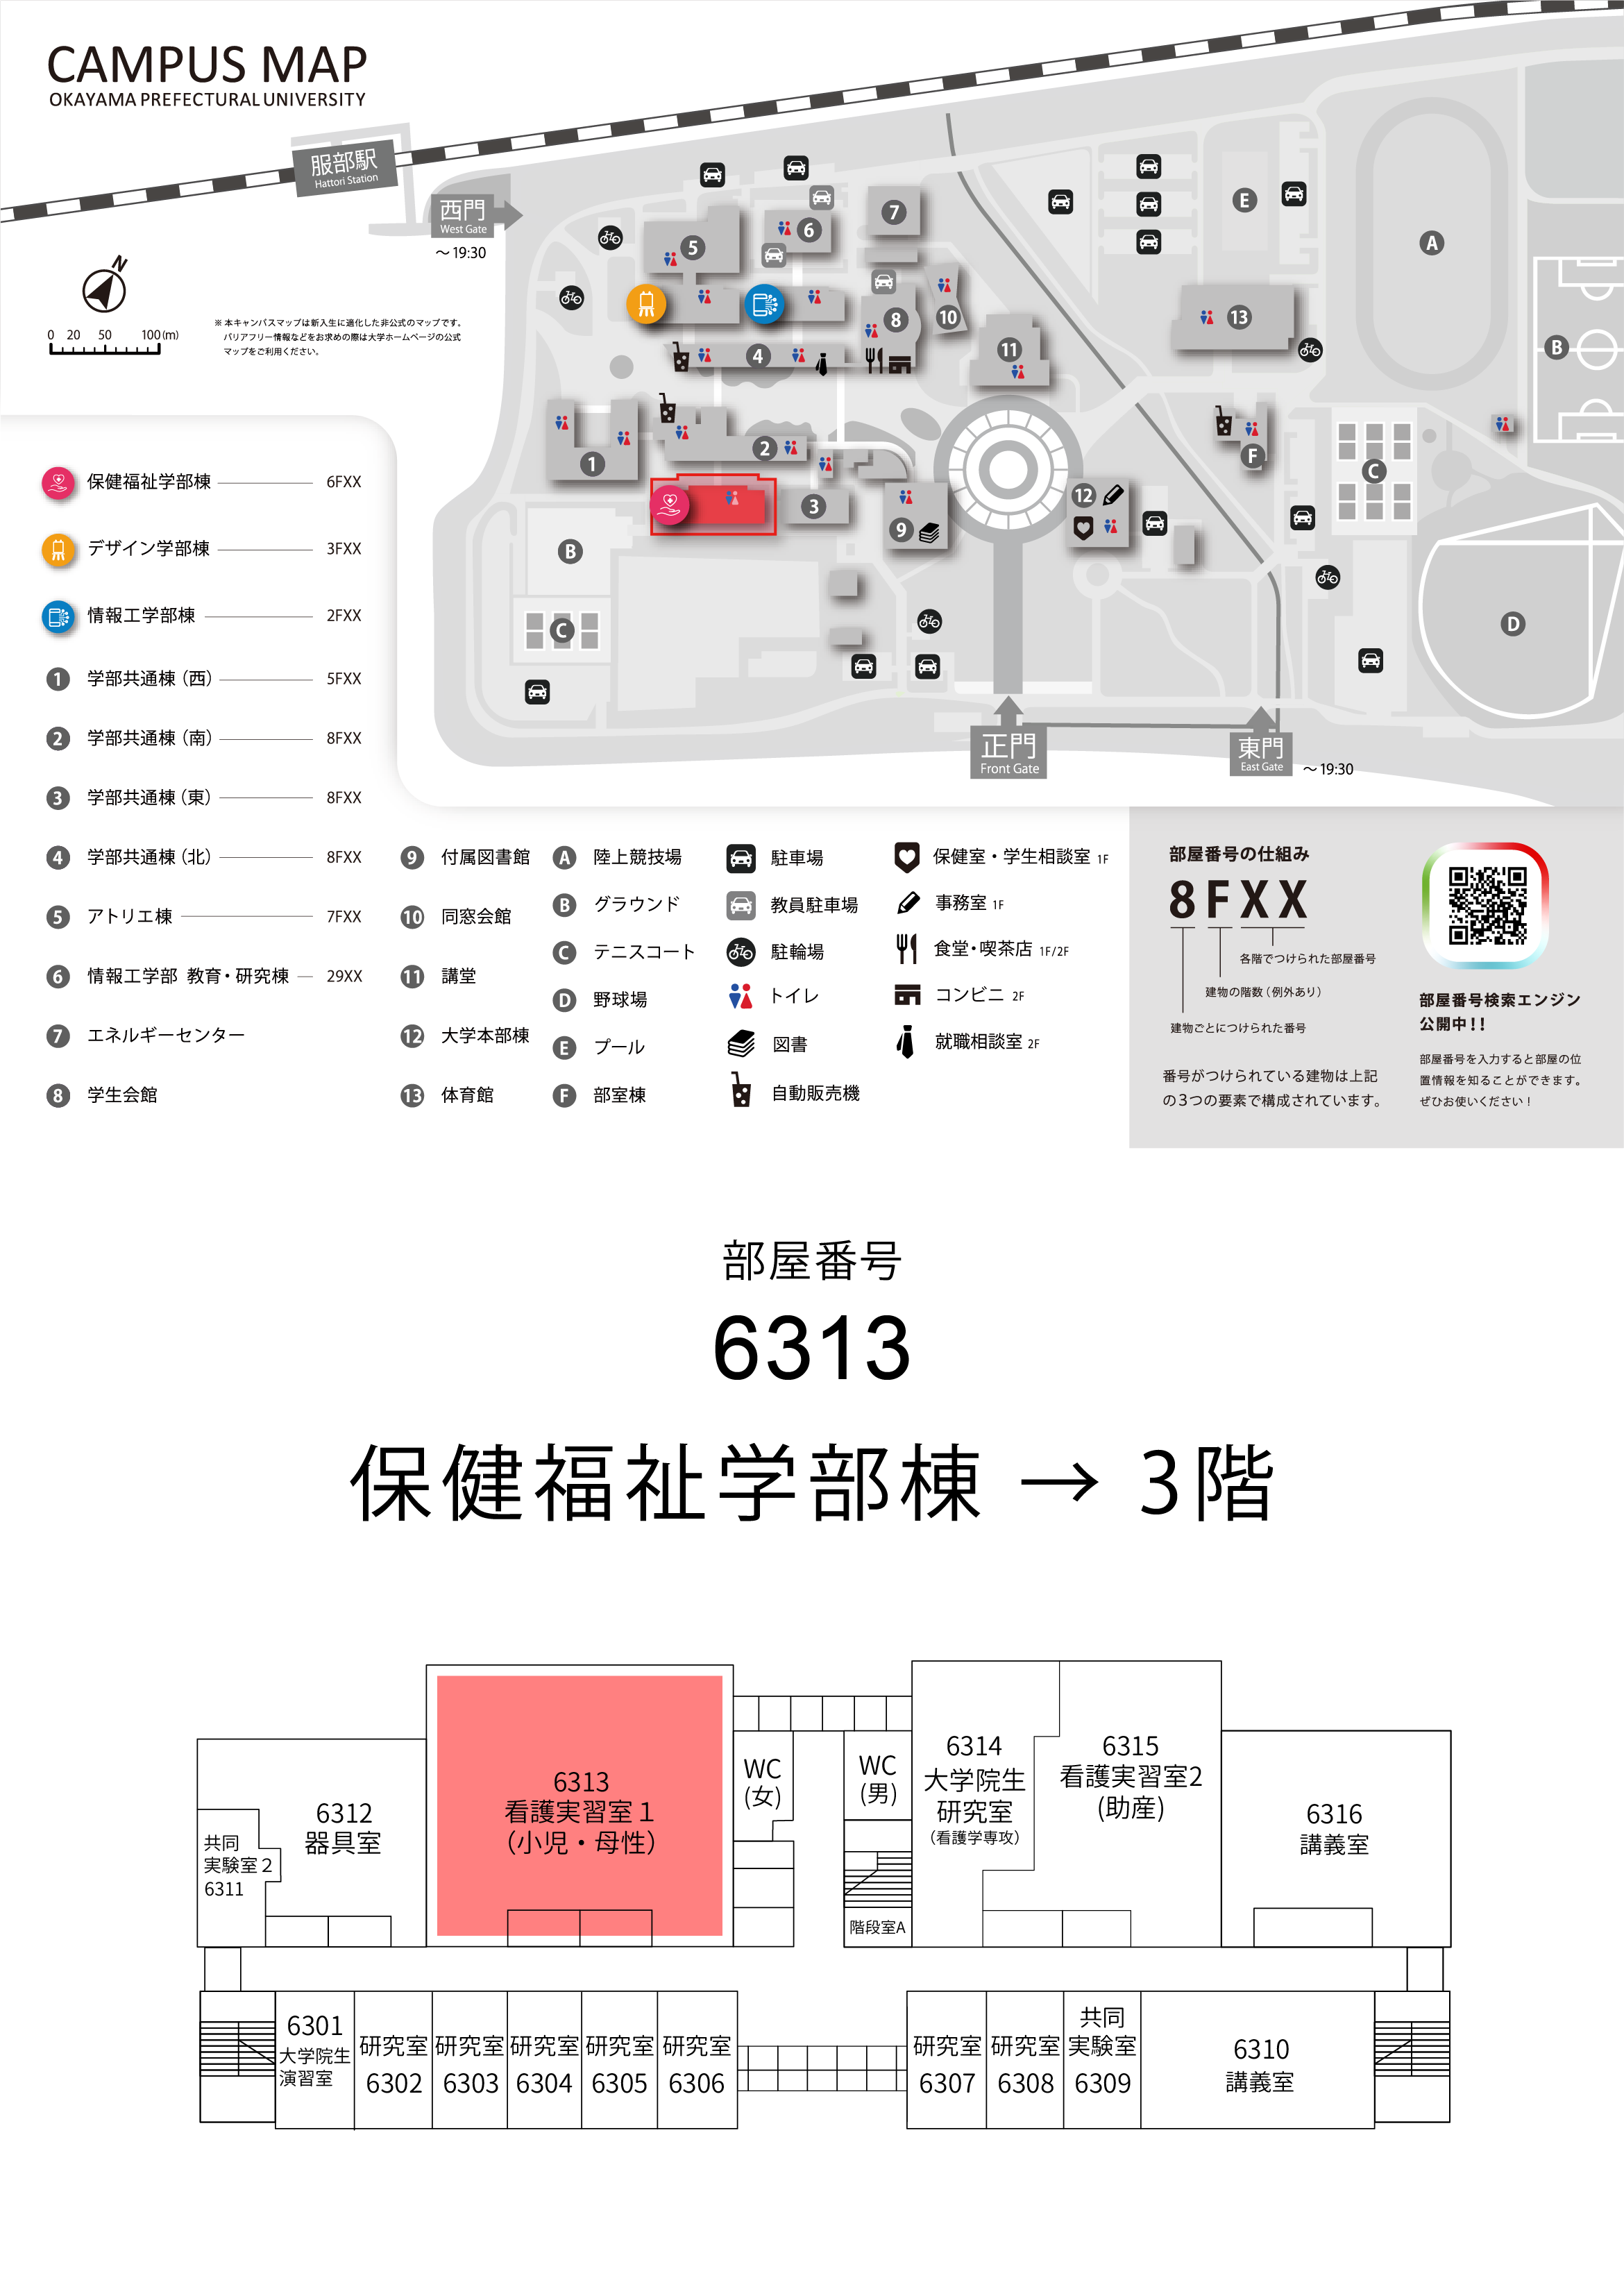 CAMPUS MAP
OKAYAMA PREFECTURAL UNIVERSITY
服部駅
Hattori Station
西門
West Gate
～19:30
N
0 20 50 100(m)
※ 本キャンパスマップは新入生に適化した非公式のマップです。
バリアフリー情報などをお求めの際は大学ホームページの公式
マップをご利用ください。
7
6
5
E
A
8
10
13
11
4
B
2
1
F
C
3
12
9
B
C
D
正門
Front Gate
東門
East Gate
～19:30
保健福祉学部棟 6FXX
デザイン学部棟 3FXX
情報工学部棟 2FXX
1 学部共通棟（西） 5FXX
2 学部共通棟（南） 8FXX
3 学部共通棟（東） 8FXX
4 学部共通棟（北） 8FXX
5 アトリエ棟 7FXX
6 情報工学部 教育・研究棟 29XX
7 エネルギーセンター
8 学生会館
9 付属図書館
10 同窓会館
11 講堂
12 大学本部棟
13 体育館
A 陸上競技場
B グラウンド
C テニスコート
D 野球場
E プール
F 部室棟
駐車場
教員駐車場
駐輪場
トイレ
図書
自動販売機
保健室・学生相談室 1F
事務室 1F
食堂・喫茶店 1F/2F
コンビニ 2F
就職相談室 2F
部屋番号の仕組み
8FXX
各階でつけられた部屋番号
建物の階数（例外あり）
建物ごとにつけられた番号
番号がつけられている建物は上記
の3つの要素で構成されています。
部屋番号検索エンジン
公開中！！
部屋番号を入力すると部屋の位
置情報を知ることができます。
ぜひお使いください！
部屋番号
6313
保健福祉学部棟 → 3階
6312
器具室
共同
実験室２
6311
6313
看護実習室１
（小児・母性）
WC
(女)
WC
(男)
階段室A
6314
大学院生
研究室
（看護学専攻）
6315
看護実習室2
(助産)
6316
講義室
6301
大学院生
演習室
研究室
6302
研究室
6303
研究室
6304
研究室
6305
研究室
6306
研究室
6307
研究室
6308
共同
実験室
6309
6310
講義室